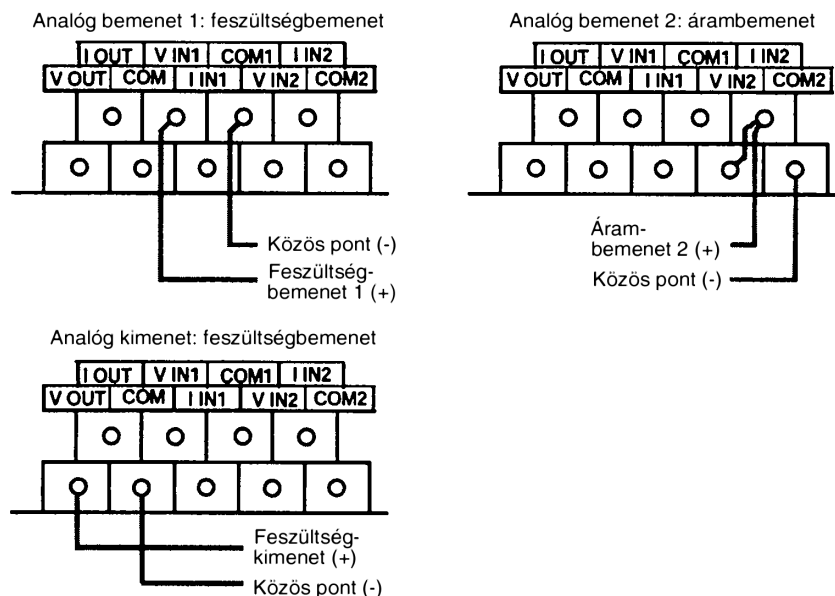 Analóg bemenet 1: feszültségbemenet
I OUT V IN1 COM1 I IN2
V OUT COM I IN1 V IN2 COM2
Közös pont (-)
Feszültség-
bemenet 1 (+)
Analóg bemenet 2: árambemenet
I OUT V IN1 COM1 I IN2
V OUT COM I IN1 V IN2 COM2
Áram-
bemenet 2 (+)
Közös pont (-)
Analóg kimenet: feszültségbemenet
I OUT V IN1 COM1 I IN2
V OUT COM I IN1 V IN2 COM2
Feszültség-
kimenet (+)
Közös pont (-)